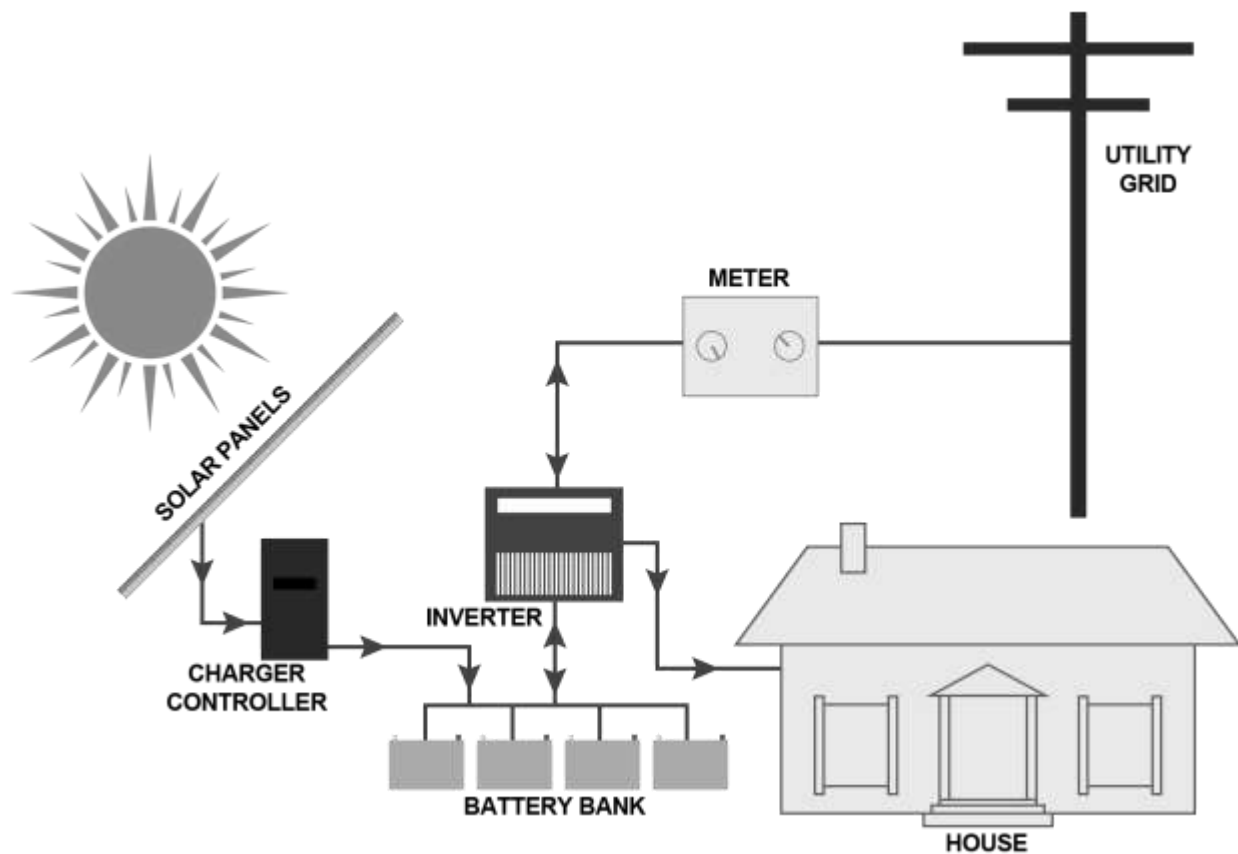 UTILITY
GRID
METER
SOLAR PANELS
INVERTER
CHARGER
CONTROLLER
BATTERY BANK
HOUSE